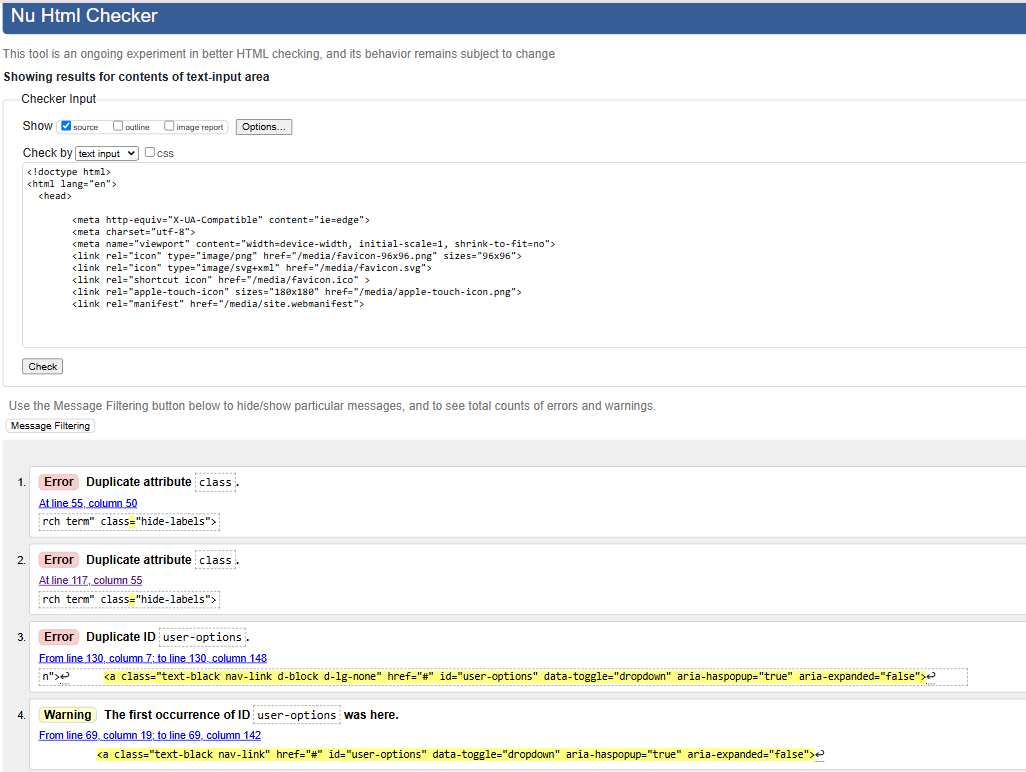 Nu Html Checker
This tool is an ongoing experiment in better HTML checking, and its behavior remains subject to change
Showing results for contents of text-input area
Checker Input
Show source outline image report Options...
Check by text input css
<!doctype html>
<html lang="en">
<head>
<meta http-equiv="X-UA-Compatible" content="ie=edge">
<meta charset="utf-8">
<meta name="viewport" content="width=device-width, initial-scale=1, shrink-to-fit=no">
<link rel="icon" type="image/png" href="/media/favicon-96x96.png" sizes="96x96">
<link rel="icon" type="image/svg+xml" href="/media/favicon.svg">
<link rel="shortcut icon" href="/media/favicon.ico" >
<link rel="apple-touch-icon" sizes="180x180" href="/media/apple-touch-icon.png">
<link rel="manifest" href="/media/site.webmanifest">
Check
Use the Message Filtering button below to hide/show particular messages, and to see total counts of errors and warnings.
Message Filtering
1. Error Duplicate attribute class.
At line 55, column 50
rch term" class="hide-labels">
2. Error Duplicate attribute class.
At line 117, column 55
rch term" class="hide-labels">
3. Error Duplicate ID user-options.
From line 130, column 7; to line 130, column 148
n">↩ <a class="text-black nav-link d-block d-lg-none" href="#" id="user-options" data-toggle="dropdown" aria-haspopup="true" aria-expanded="false">↩
4. Warning The first occurrence of ID user-options was here.
From line 69, column 19; to line 69, column 142
<a class="text-black nav-link" href="#" id="user-options" data-toggle="dropdown" aria-haspopup="true" aria-expanded="false">↩